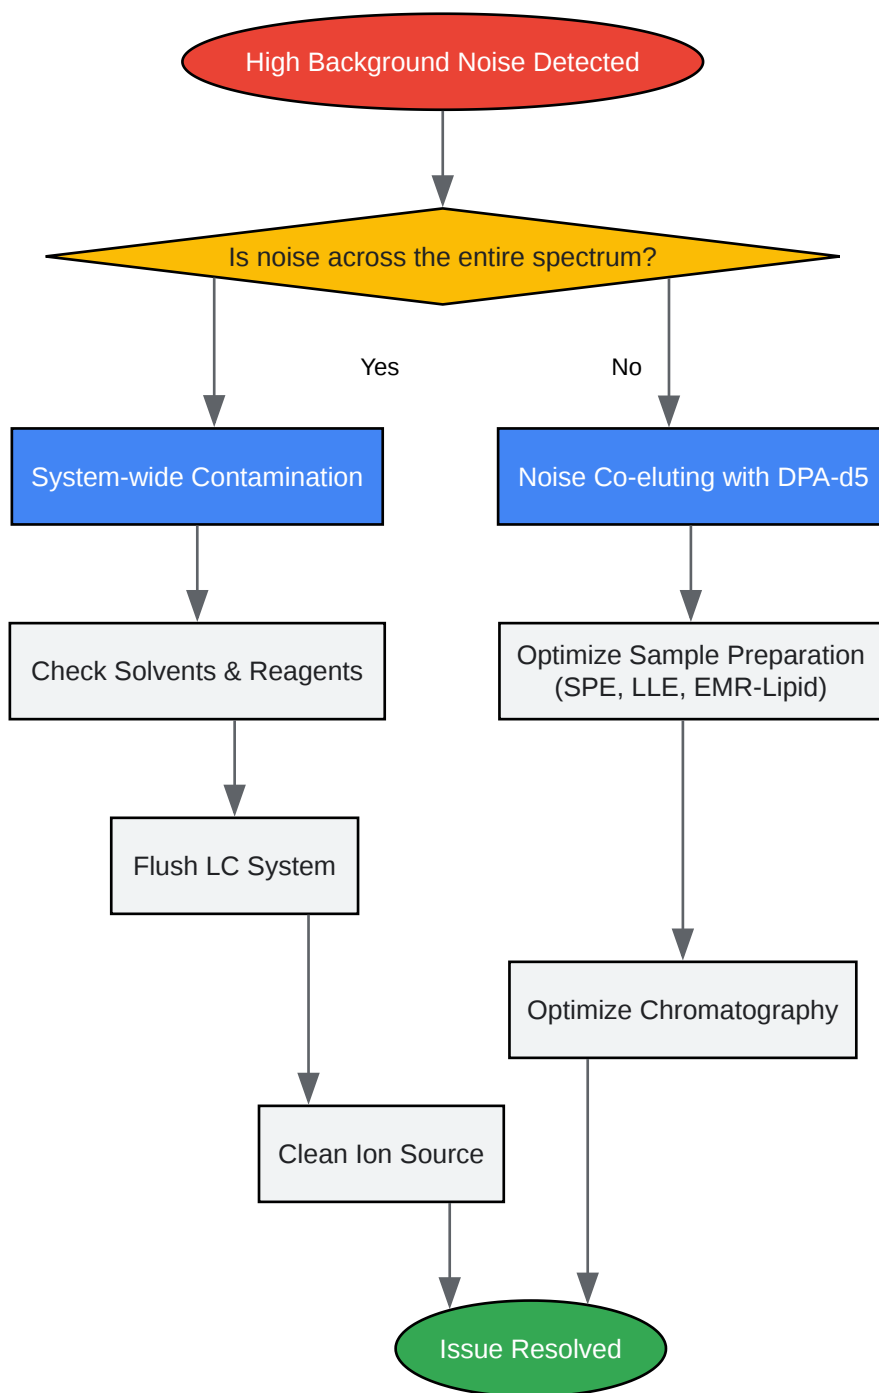 High Background Noise Detected
Is noise across the entire spectrum?
Yes
No
System-wide Contamination
Noise Co-eluting with DPA-d5
Check Solvents & Reagents
Optimize Sample Preparation
(SPE, LLE, EMR-Lipid)
Flush LC System
Optimize Chromatography
Clean Ion Source
Issue Resolved